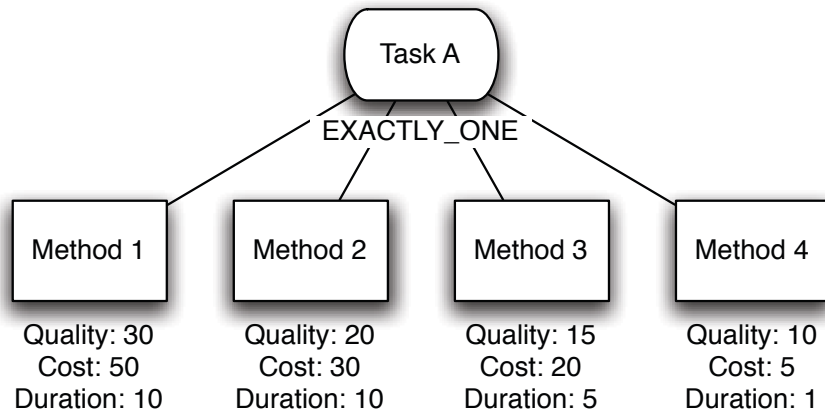 Task A
EXACTLY_ONE
Method 1
Method 2
Method 3
Method 4
Quality: 30
Cost: 50
Duration: 10
Quality: 20
Cost: 30
Duration: 10
Quality: 15
Cost: 20
Duration: 5
Quality: 10
Cost: 5
Duration: 1